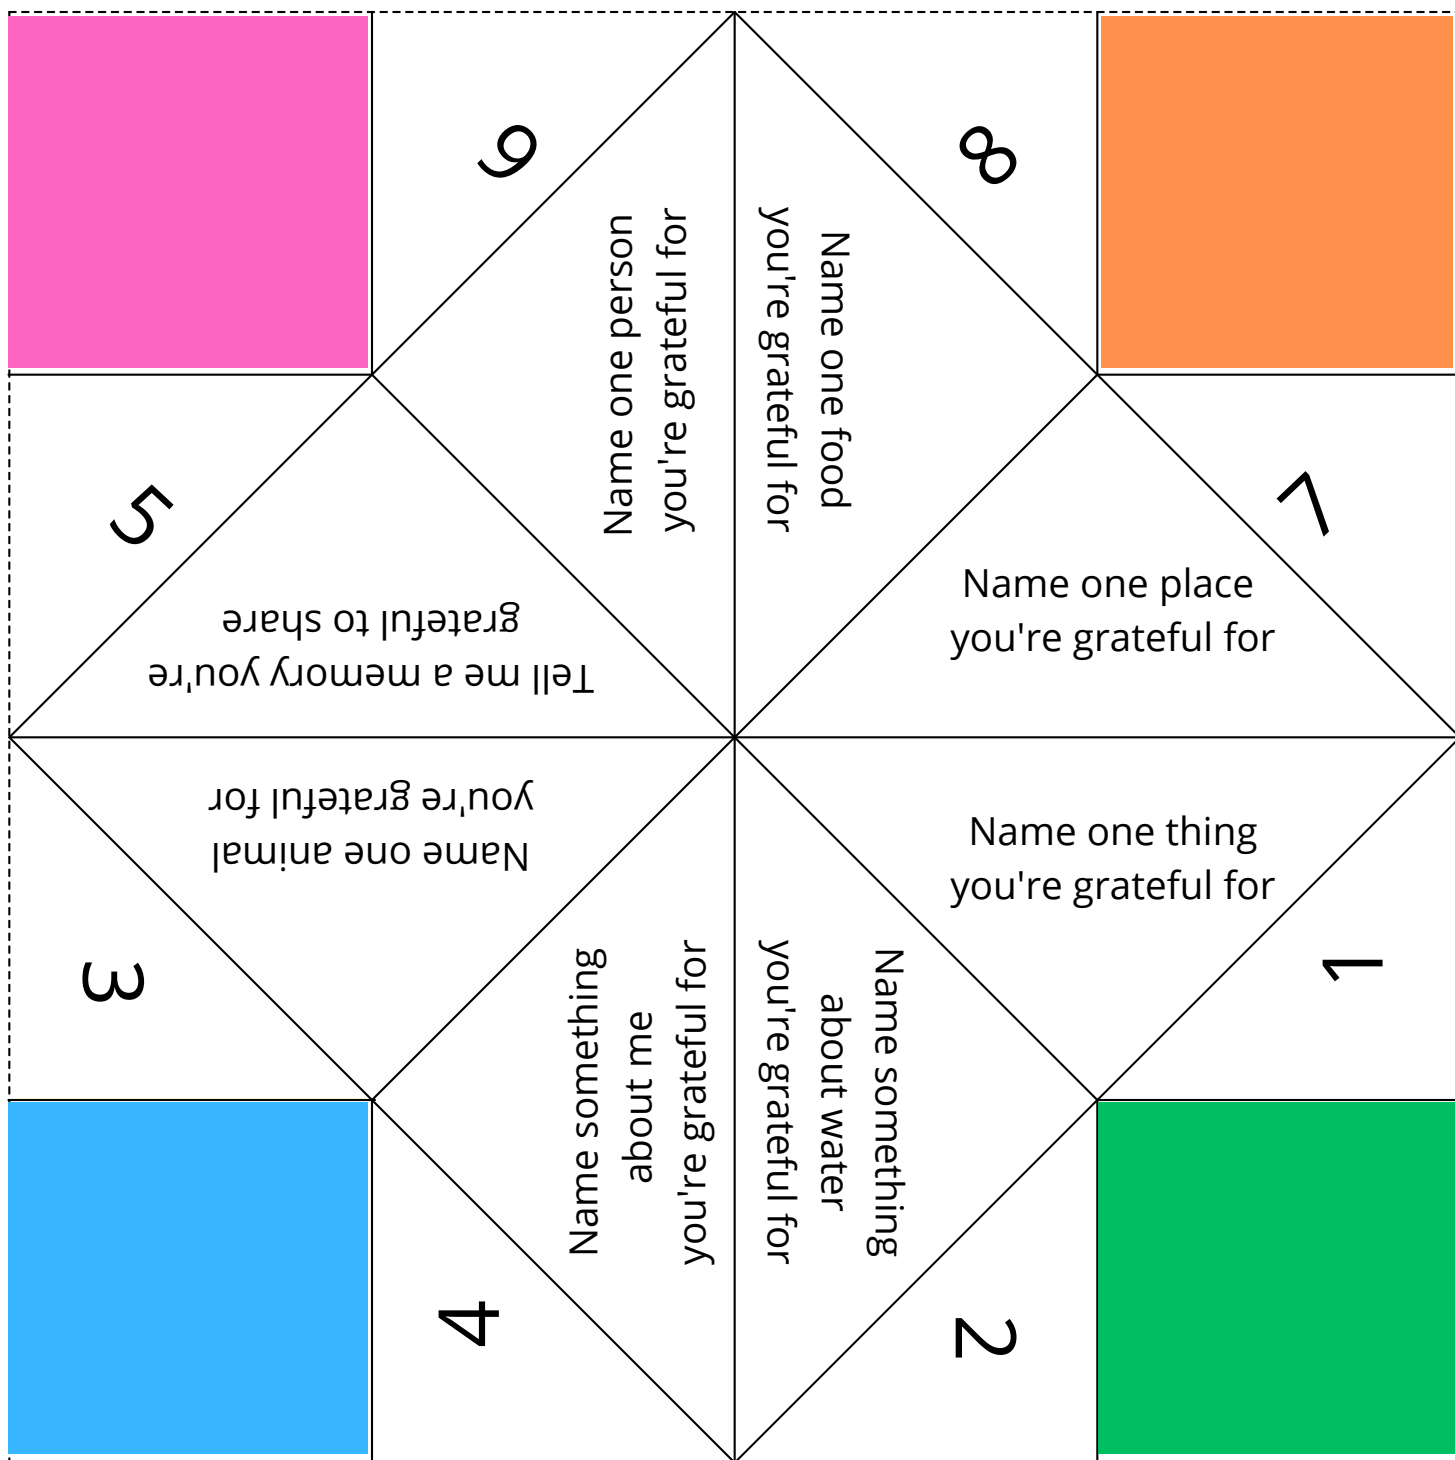 6
8
Name one person
you're grateful for
Name one food
you're grateful for
5
7
Tell me a memory you're
grateful to share
Name one place
you're grateful for
Name one animal
you're grateful for
Name one thing
you're grateful for
3
1
Name something
about me
you're grateful for
Name something
about water
you're grateful for
4
2